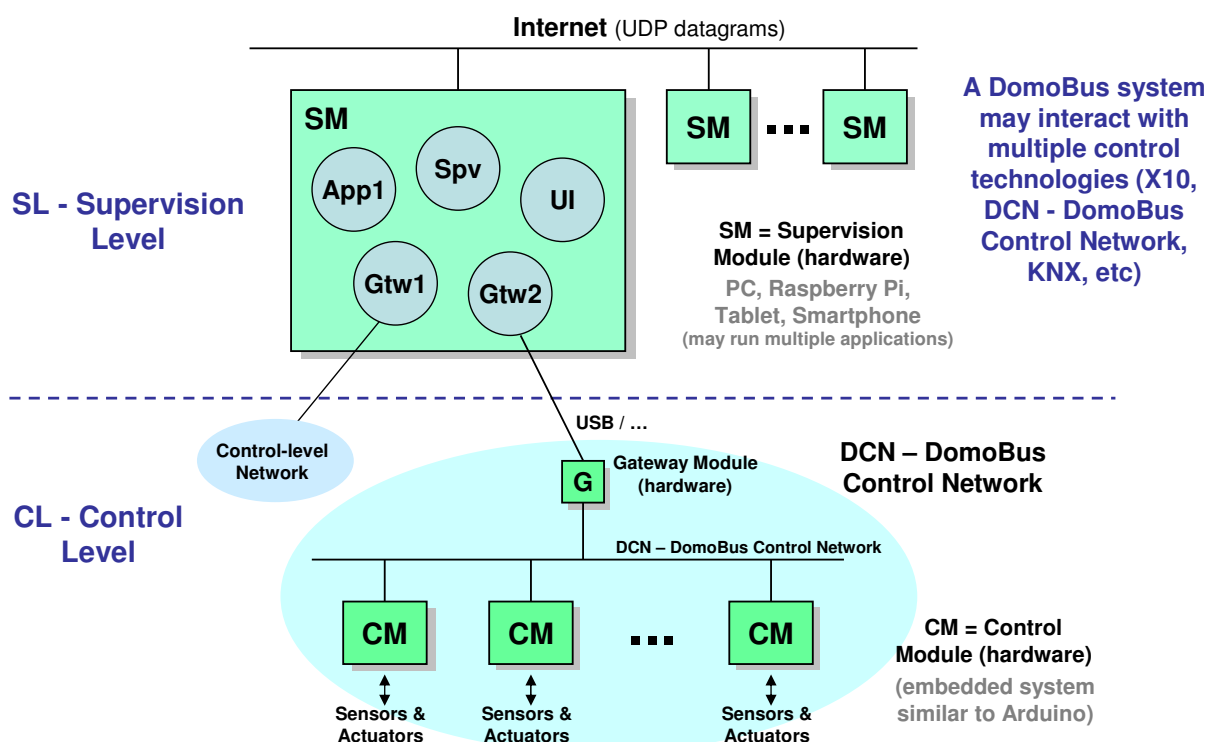 Internet (UDP datagrams)
SM
App1
Spv
UI
Gtw1
Gtw2
SM
SM
A DomoBus system
may interact with
multiple control
technologies (X10,
DCN - DomoBus
Control Network,
KNX, etc)
SL - Supervision
Level
SM = Supervision
Module (hardware)
PC, Raspberry Pi,
Tablet, Smartphone
(may run multiple applications)
USB / …
Control-level
Network
G
Gateway Module
(hardware)
DCN – DomoBus
Control Network
CL - Control
Level
DCN – DomoBus Control Network
CM
CM
CM
CM = Control
Module (hardware)
(embedded system
similar to Arduino)
Sensors &
Actuators
Sensors &
Actuators
Sensors &
Actuators